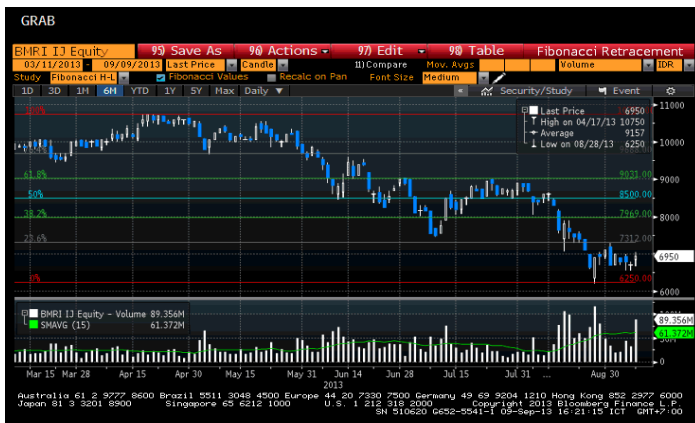 GRAB
BMRI IJ Equity 95) Save As 96) Actions 97) Edit 98) Table Fibonacci Retracement
03/11/2013 - 09/09/2013 Last Price Candle 11) Compare Mov. Avgs Volume IDR
Study Fibonacci H-L Fibonacci Values Recalc on Pan Font Size Medium
1D 3D 1M 6M YTD 1Y 5Y Max Daily « Security/Study Event
Last Price 6950
High on 04/17/13 10750
Average 9157
Low on 08/28/13 6250
11000
10000
61.8% 9031.00 9000
50% 8500.00
38.2% 7969.00 8000
23.6% 7312.00
6950
0% 6250.00
6000
BMRI IJ Equity - Volume 89.356M
SMAVG (15) 61.372M
89.356M
61.372M
0
Mar 15 Mar 28 Apr 15 Apr 30 May 15 May 31 Jun 14 Jun 28 Jul 15 Jul 31 ... Aug 30
2013
Australia 61 2 9777 8600 Brazil 5511 3048 4500 Europe 44 20 7330 7500 Germany 49 69 9204 1210 Hong Kong 852 2977 6000
Japan 81 3 3201 8900 Singapore 65 6212 1000 U.S. 1 212 318 2000 Copyright 2013 Bloomberg Finance L.P.
SN 510620 G652-5541-1 09-Sep-13 16:21:15 ICT GMT+7:00